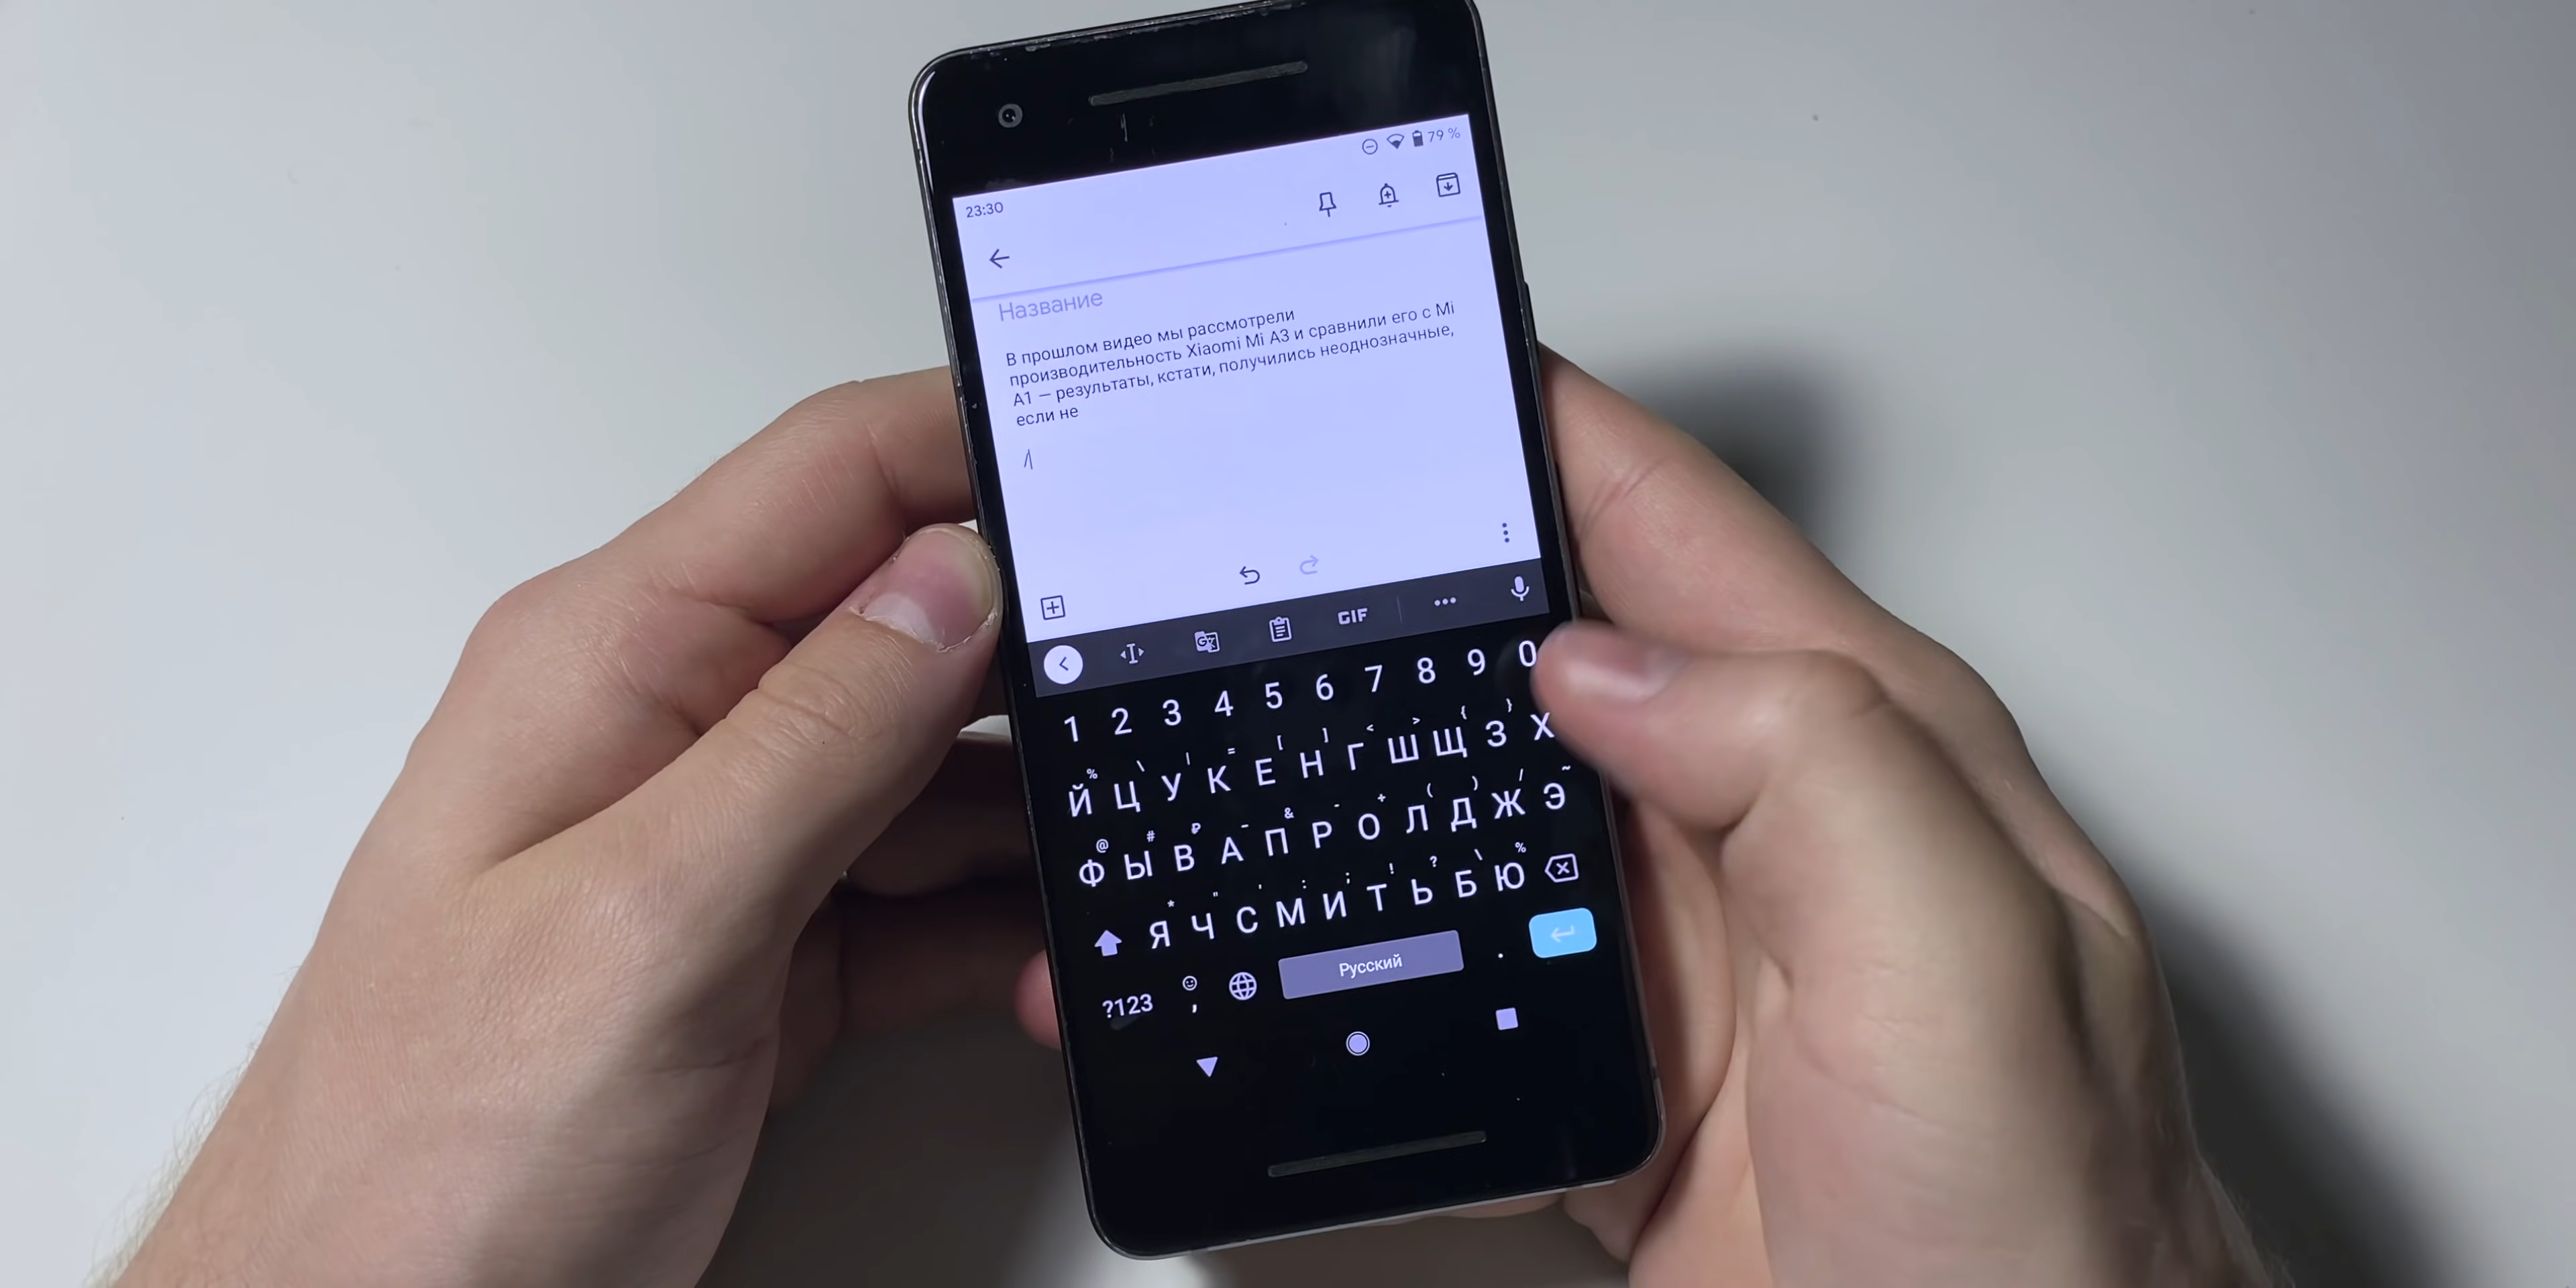 79 %
23:30
Название
В прошлом видео мы рассмотрели
производительность Xiaomi Mi A3 и сравнили его с Mi
A1 — результаты, кстати, получились неоднозначные,
если не
GIF
1 2 3 4 5 6 7 8 9 0
% \ | = [ ] < > { }
Й Ц У К Е Н Г Ш Щ З Х
@ # ₽ _ & - + ( ) / ~
Ф Ы В А П Р О Л Д Ж Э
* " ' : ; ! ? \ %
Я Ч С М И Т Ь Б Ю
?123 , Русский .